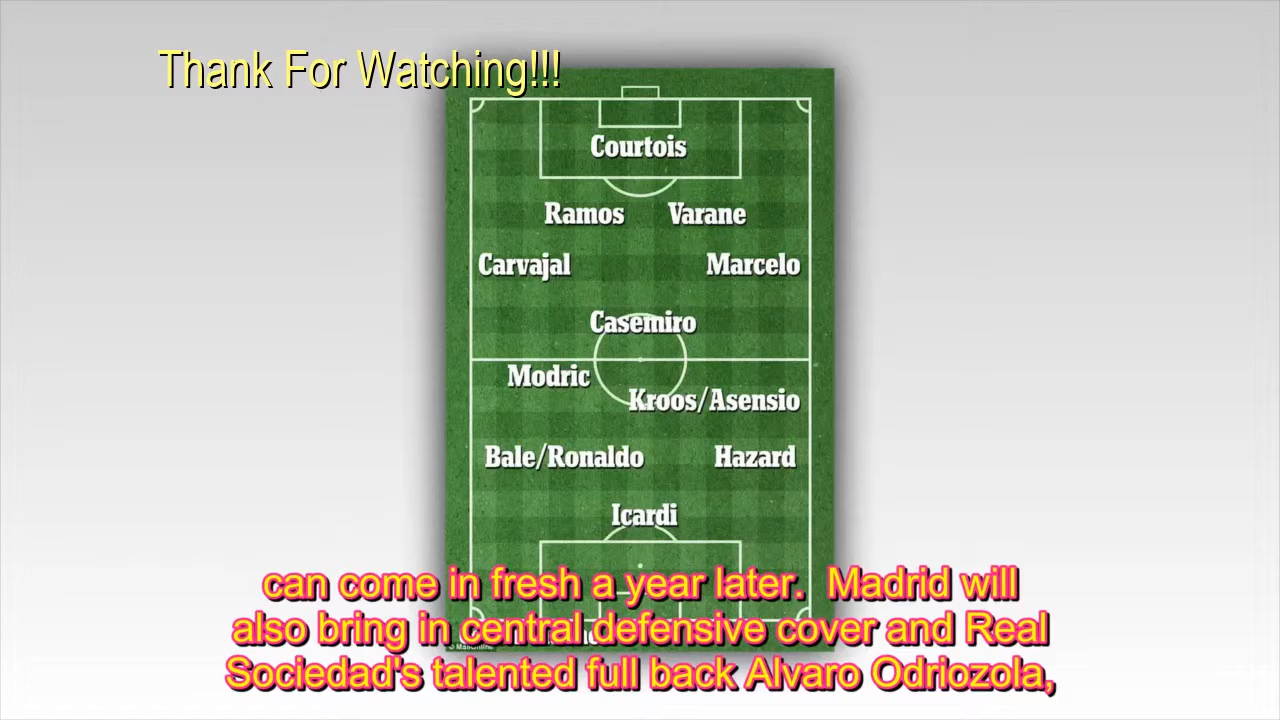 Thank For Watching!!!
Courtois
Ramos Varane
Carvajal Marcelo
Casemiro
Modric
Kroos/Asensio
Bale/Ronaldo Hazard
Icardi
can come in fresh a year later. Madrid will
also bring in central defensive cover and Real
© MailOnline
Sociedad's talented full back Alvaro Odriozola,